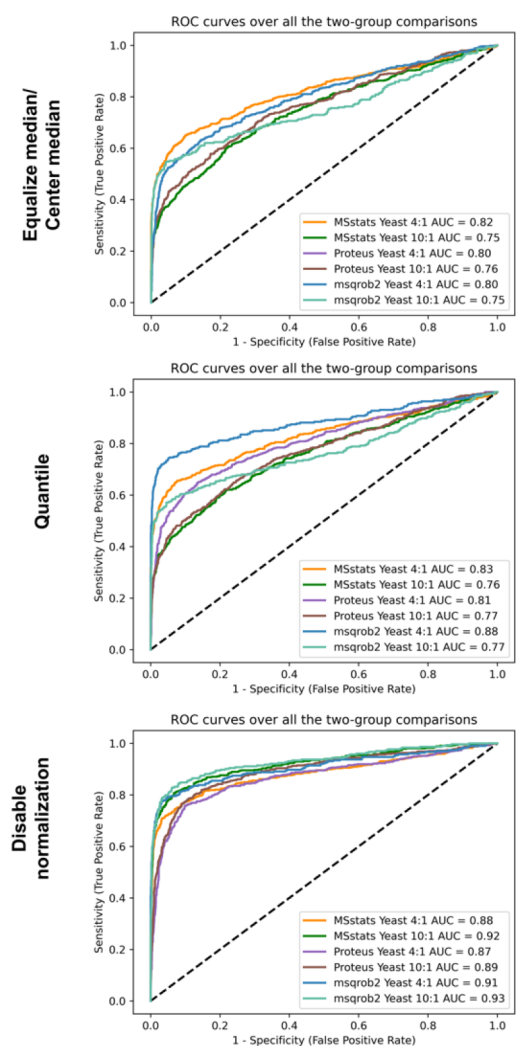 Equalize median/
Center median
ROC curves over all the two-group comparisons
Sensitivity (True Positive Rate)
1.0
0.8
0.6
0.4
0.2
0.0
MSstats Yeast 4:1 AUC = 0.82
MSstats Yeast 10:1 AUC = 0.75
Proteus Yeast 4:1 AUC = 0.80
Proteus Yeast 10:1 AUC = 0.76
msqrob2 Yeast 4:1 AUC = 0.80
msqrob2 Yeast 10:1 AUC = 0.75
0.0 0.2 0.4 0.6 0.8 1.0
1 - Specificity (False Positive Rate)
Quantile
ROC curves over all the two-group comparisons
Sensitivity (True Positive Rate)
1.0
0.8
0.6
0.4
0.2
0.0
MSstats Yeast 4:1 AUC = 0.83
MSstats Yeast 10:1 AUC = 0.76
Proteus Yeast 4:1 AUC = 0.81
Proteus Yeast 10:1 AUC = 0.77
msqrob2 Yeast 4:1 AUC = 0.88
msqrob2 Yeast 10:1 AUC = 0.77
0.0 0.2 0.4 0.6 0.8 1.0
1 - Specificity (False Positive Rate)
Disable
normalization
ROC curves over all the two-group comparisons
Sensitivity (True Positive Rate)
1.0
0.8
0.6
0.4
0.2
0.0
MSstats Yeast 4:1 AUC = 0.88
MSstats Yeast 10:1 AUC = 0.92
Proteus Yeast 4:1 AUC = 0.87
Proteus Yeast 10:1 AUC = 0.89
msqrob2 Yeast 4:1 AUC = 0.91
msqrob2 Yeast 10:1 AUC = 0.93
0.0 0.2 0.4 0.6 0.8 1.0
1 - Specificity (False Positive Rate)